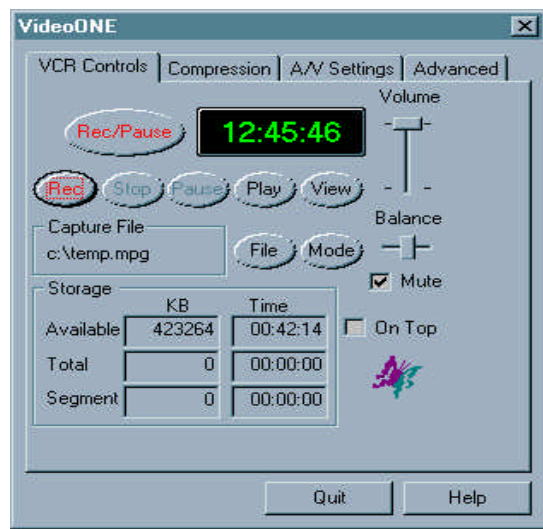 VideoONE
VCR Controls Compression A/V Settings Advanced
Volume
Rec/Pause 12:45:46
Rec Stop Pause Play View
Balance
Capture File
c:\temp.mpg File Mode
Mute
Storage
KB Time
Available 423264 00:42:14 On Top
Total 0 00:00:00
Segment 0 00:00:00
Quit Help